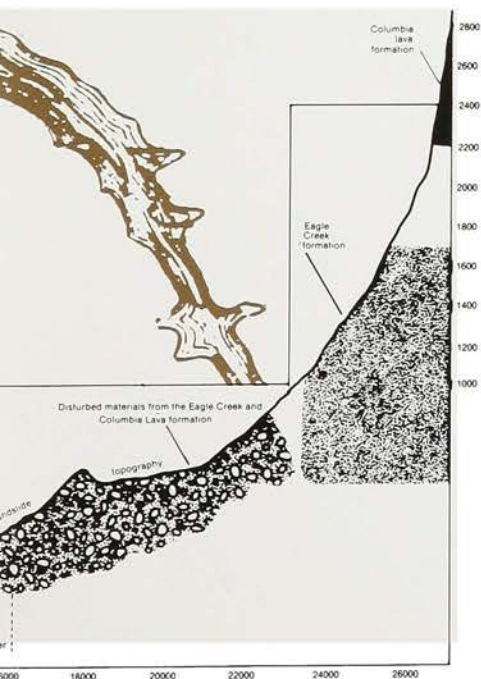 Columbia
lava
formation
2800
2600
2400
2200
2000
1800
1600
1400
1200
1000
Eagle
Creek
formation
Disturbed materials from the Eagle Creek and
Columbia Lava formation
topography
18000
20000
22000
24000
26000